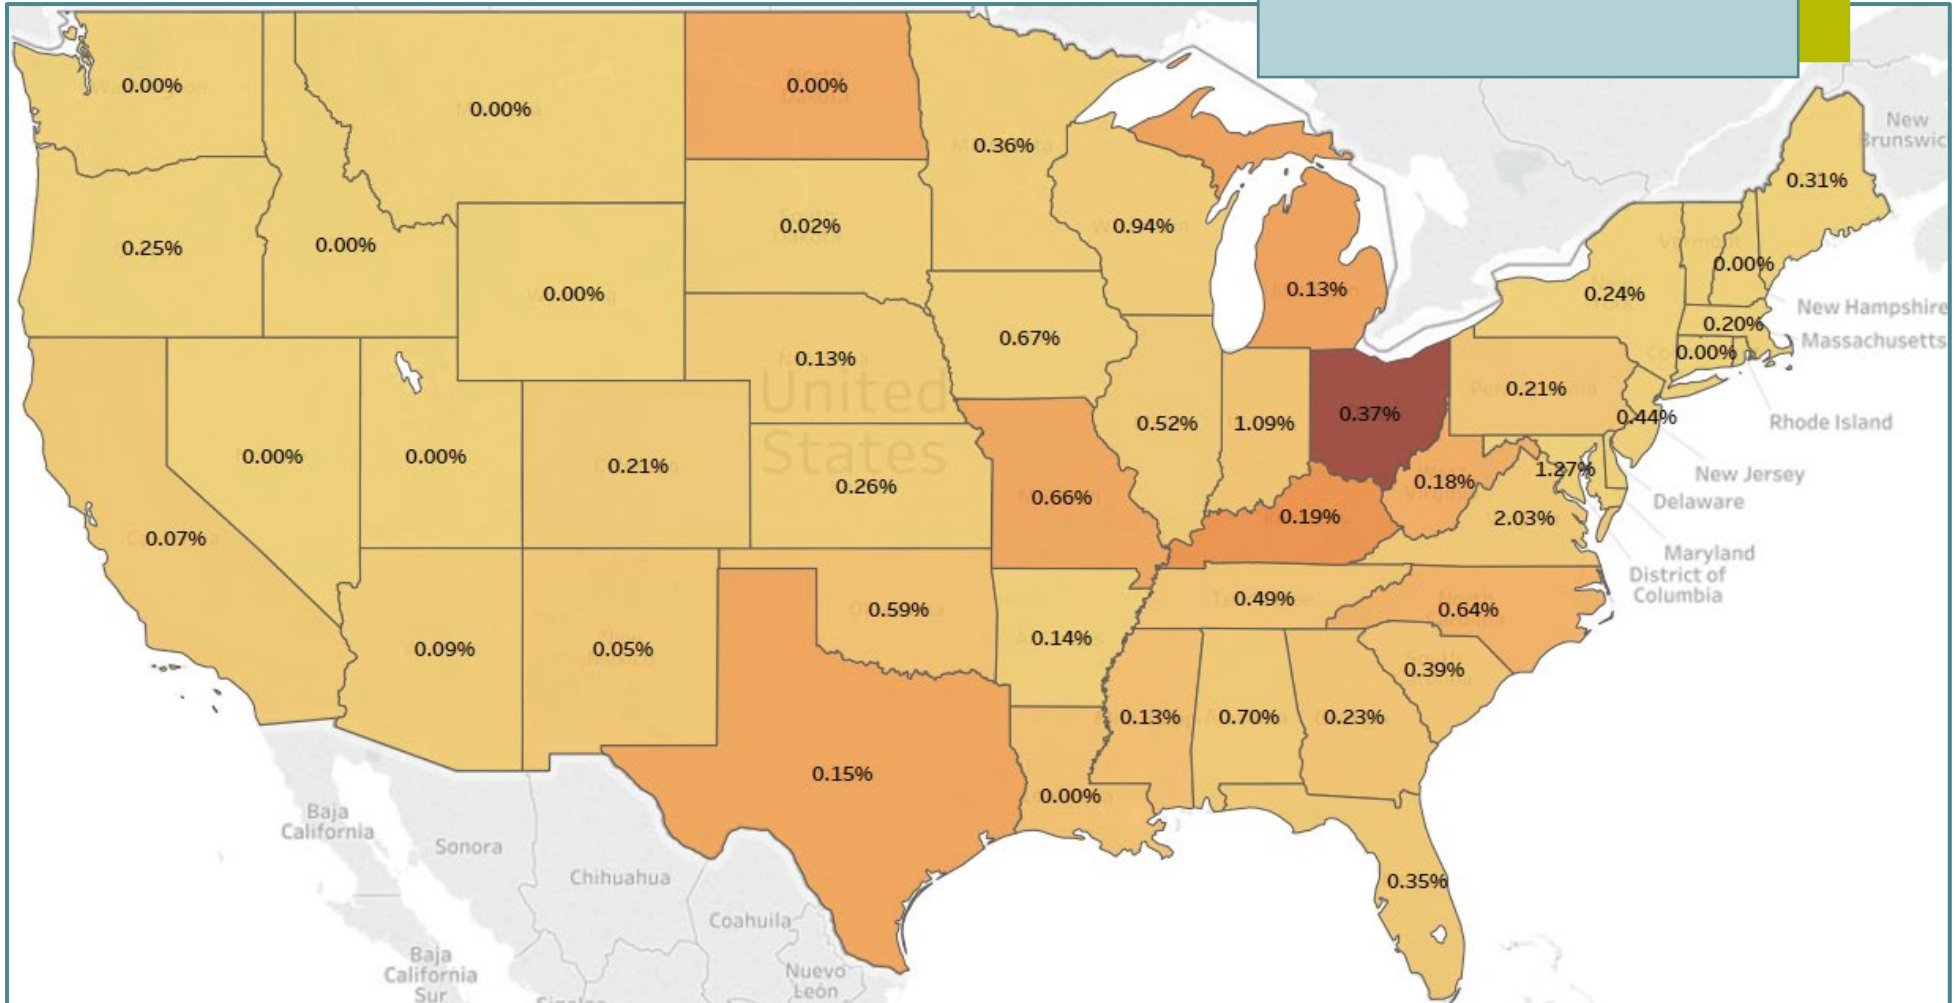 0.00%
0.00%
0.00%
0.36%
New
Brunswic
0.31%
0.25%
0.00%
0.02%
0.94%
0.00%
0.00%
0.24%
0.13%
New Hampshire
0.20%
Massachusetts
0.67%
0.00%
0.13%
0.21%
United
States
0.37%
0.44%
Rhode Island
0.52%
1.09%
0.00%
0.00%
0.21%
1.27%
New Jersey
0.18%
0.26%
0.66%
Delaware
0.19%
2.03%
0.07%
Maryland
District of
Columbia
0.49%
0.59%
0.64%
0.14%
0.09%
0.05%
0.39%
0.13%
0.70%
0.23%
0.15%
0.00%
Baja
California
Sonora
Chihuahua
0.35%
Coahuila
Baja
California
Sur
Nuevo
León